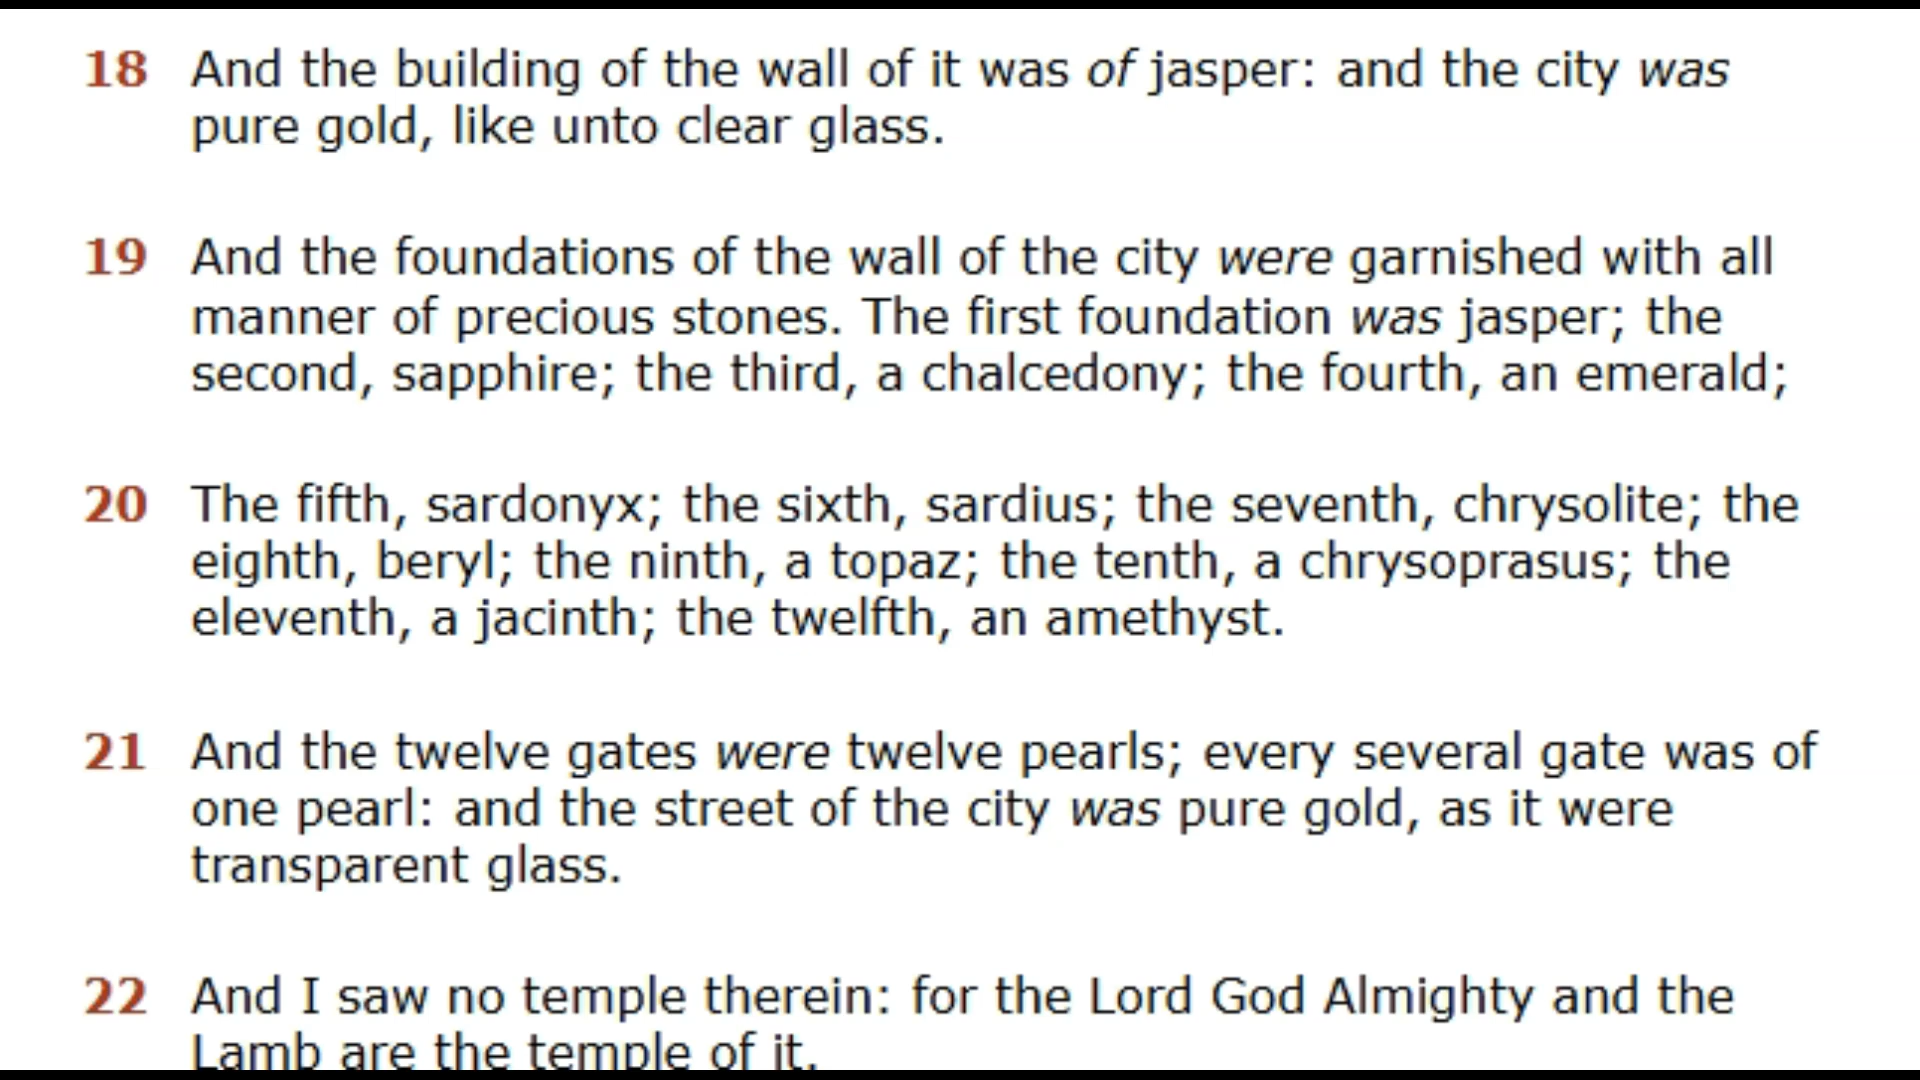 18 And the building of the wall of it was of jasper: and the city was
pure gold, like unto clear glass.
19 And the foundations of the wall of the city were garnished with all
manner of precious stones. The first foundation was jasper; the
second, sapphire; the third, a chalcedony; the fourth, an emerald;
20 The fifth, sardonyx; the sixth, sardius; the seventh, chrysolite; the
eighth, beryl; the ninth, a topaz; the tenth, a chrysoprasus; the
eleventh, a jacinth; the twelfth, an amethyst.
21 And the twelve gates were twelve pearls; every several gate was of
one pearl: and the street of the city was pure gold, as it were
transparent glass.
22 And I saw no temple therein: for the Lord God Almighty and the
Lamb are the temple of it.